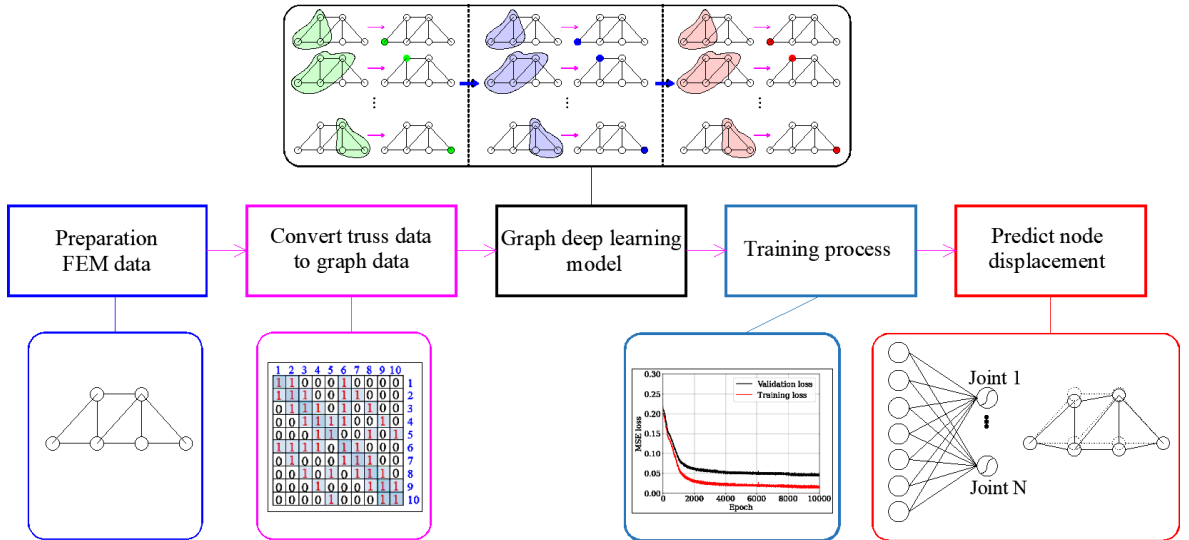 Preparation
FEM data
Convert truss data
to graph data
Graph deep learning
model
Training process
Predict node
displacement
1 2 3 4 5 6 7 8 9 10
1 1 0 0 0 1 0 0 0 0 1
1 1 1 0 0 1 1 0 0 0 2
0 1 1 1 0 1 0 1 0 0 3
0 0 1 1 1 1 0 0 1 0 4
0 0 0 1 1 0 0 1 0 1 5
1 1 1 1 0 1 1 0 0 0 6
0 1 0 0 0 1 1 1 0 0 7
0 0 1 0 1 0 1 1 1 0 8
0 0 0 1 0 0 0 1 1 1 9
0 0 0 0 1 0 0 0 1 1 10
0.30
0.25
0.20
0.15
0.10
0.05
0.00
MSE loss
Validation loss
Training loss
0 2000 4000 6000 8000 10000
Epoch
Joint 1
Joint N